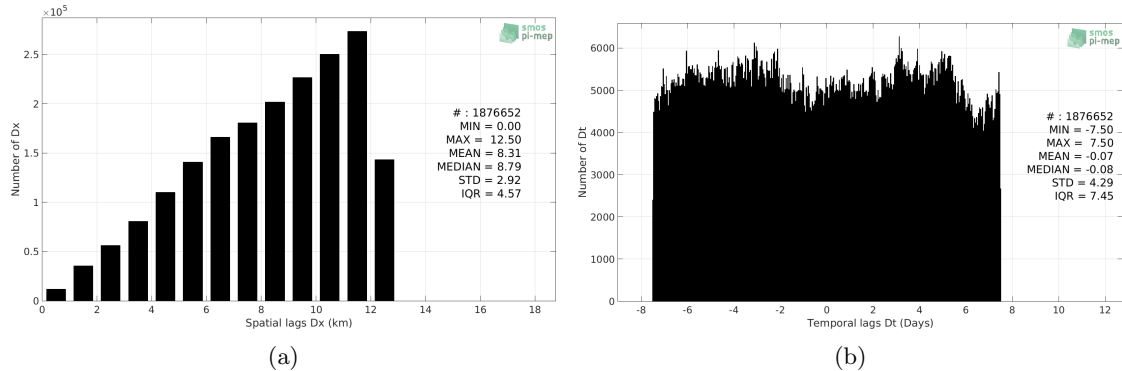 ×10⁵
2.5
2
1.5
1
0.5
0
Number of Dx
0 2 4 6 8 10 12 14 16 18
Spatial lags Dx (km)
smos
pi-mep
# : 1876652
MIN = 0.00
MAX = 12.50
MEAN = 8.31
MEDIAN = 8.79
STD = 2.92
IQR = 4.57
(a)
6000
5000
4000
3000
2000
1000
0
Number of Dt
-8 -6 -4 -2 0 2 4 6 8 10 12
Temporal lags Dt (Days)
smos
pi-mep
# : 1876652
MIN = -7.50
MAX = 7.50
MEAN = -0.07
MEDIAN = -0.08
STD = 4.29
IQR = 7.45
(b)